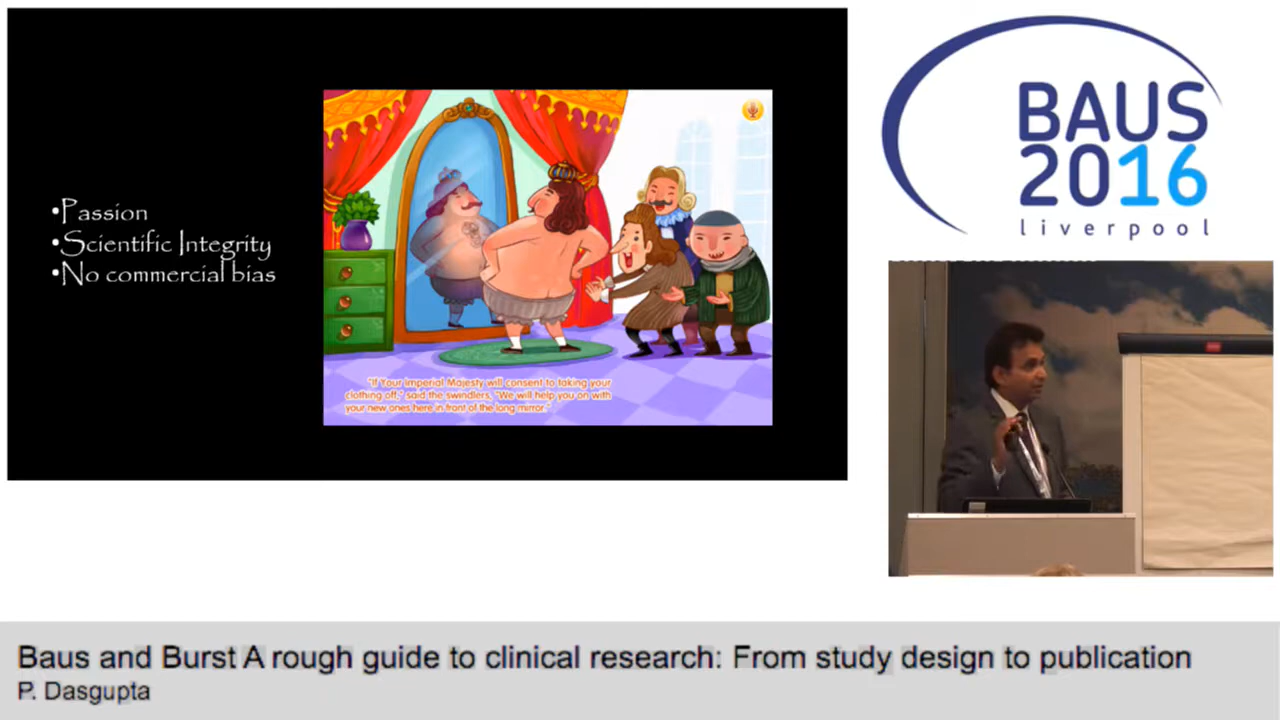 •Passion
•Scientific Integrity
•No commercial bias
"If Your Imperial Majesty will consent to taking your
clothing off," said the swindlers, "We will help you on with
your new ones here in front of the long mirror."
BAUS
2016
liverpool
Baus and Burst A rough guide to clinical research: From study design to publication
P. Dasgupta